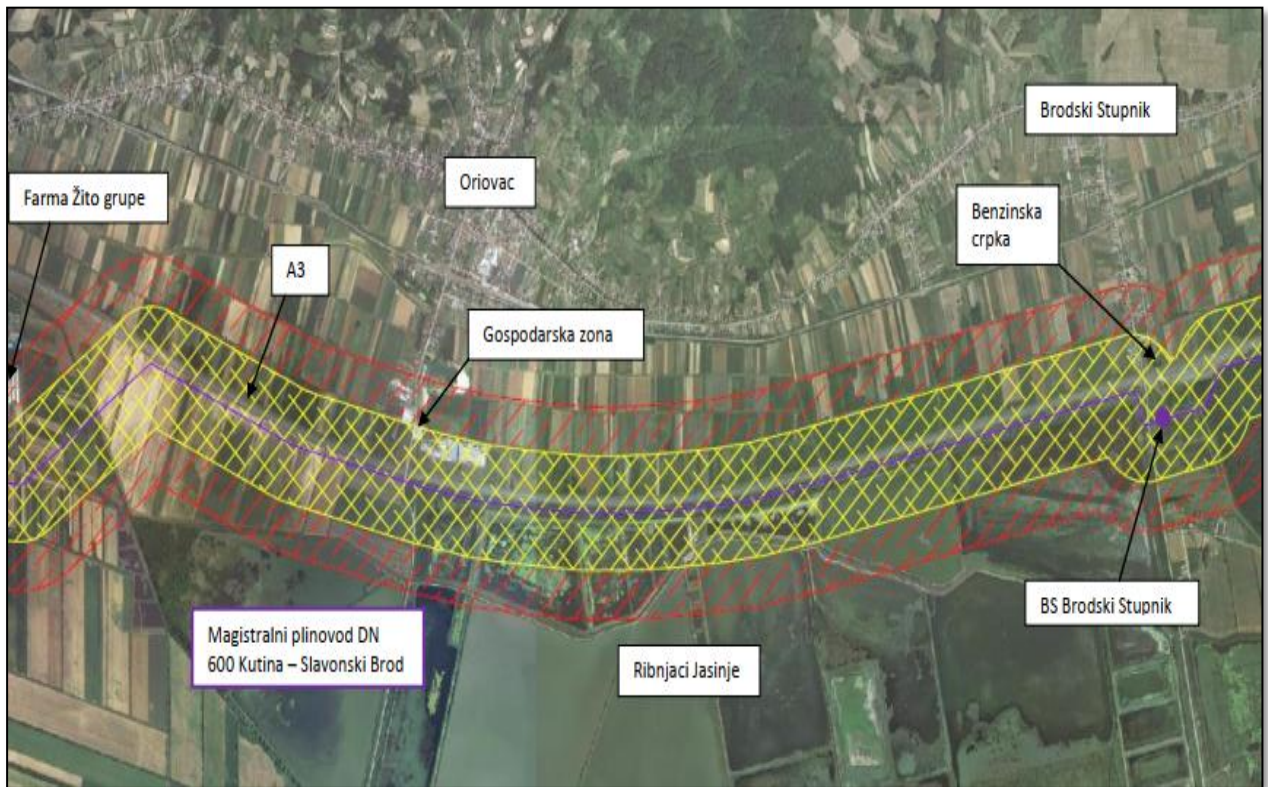 Brodski Stupnik
Oriovac
Farma Žito grupe
Benzinska
crpka
A3
Gospodarska zona
BS Brodski Stupnik
Magistralni plinovod DN
600 Kutina – Slavonski Brod
Ribnjaci Jasinje